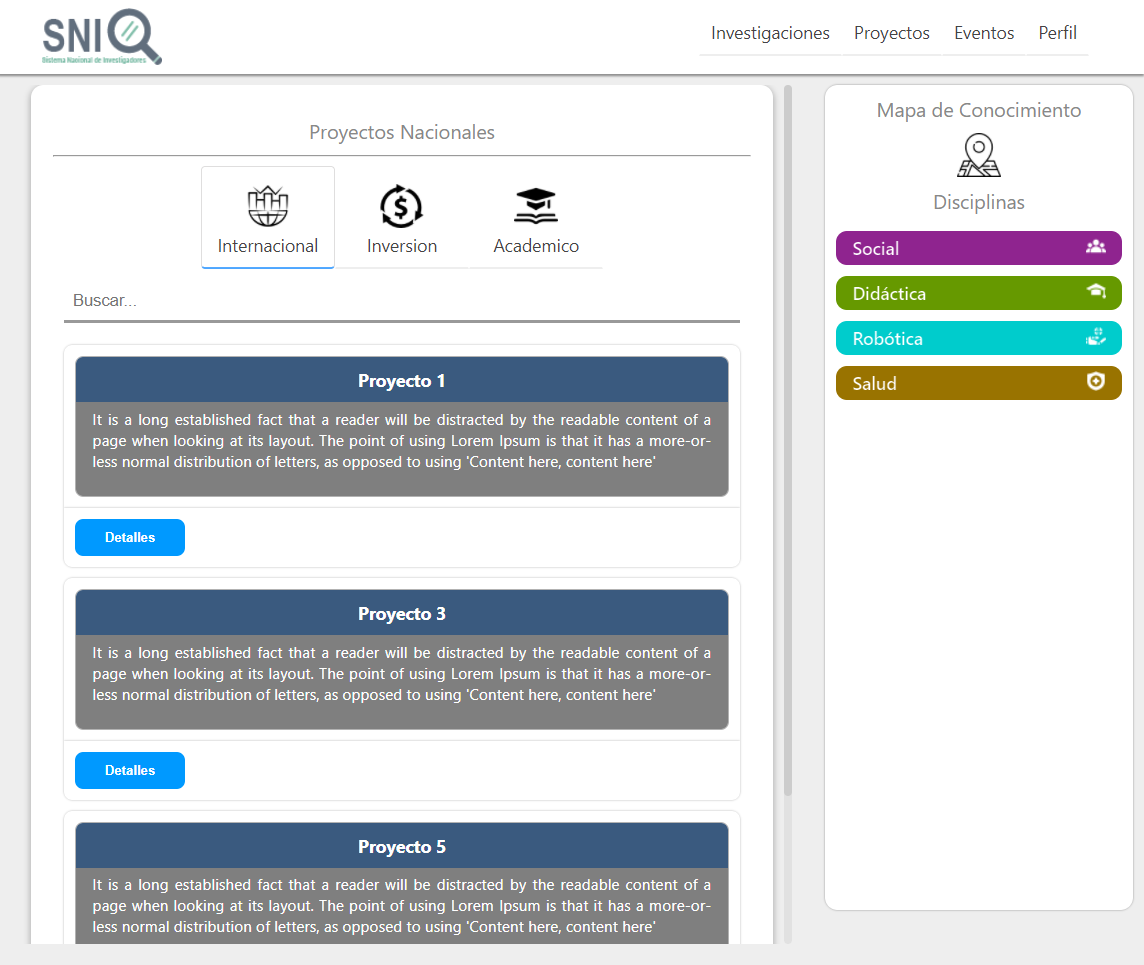 SNIQ
Sistema Nacional de Investigadores
Investigaciones Proyectos Eventos Perfil
Proyectos Nacionales
Internacional Inversion Academico
Buscar...
Proyecto 1
It is a long established fact that a reader will be distracted by the readable content of a
page when looking at its layout. The point of using Lorem Ipsum is that it has a more-or-
less normal distribution of letters, as opposed to using 'Content here, content here'
Detalles
Proyecto 3
It is a long established fact that a reader will be distracted by the readable content of a
page when looking at its layout. The point of using Lorem Ipsum is that it has a more-or-
less normal distribution of letters, as opposed to using 'Content here, content here'
Detalles
Proyecto 5
It is a long established fact that a reader will be distracted by the readable content of a
page when looking at its layout. The point of using Lorem Ipsum is that it has a more-or-
less normal distribution of letters, as opposed to using 'Content here, content here'
Mapa de Conocimiento
Disciplinas
Social
Didáctica
Robótica
Salud